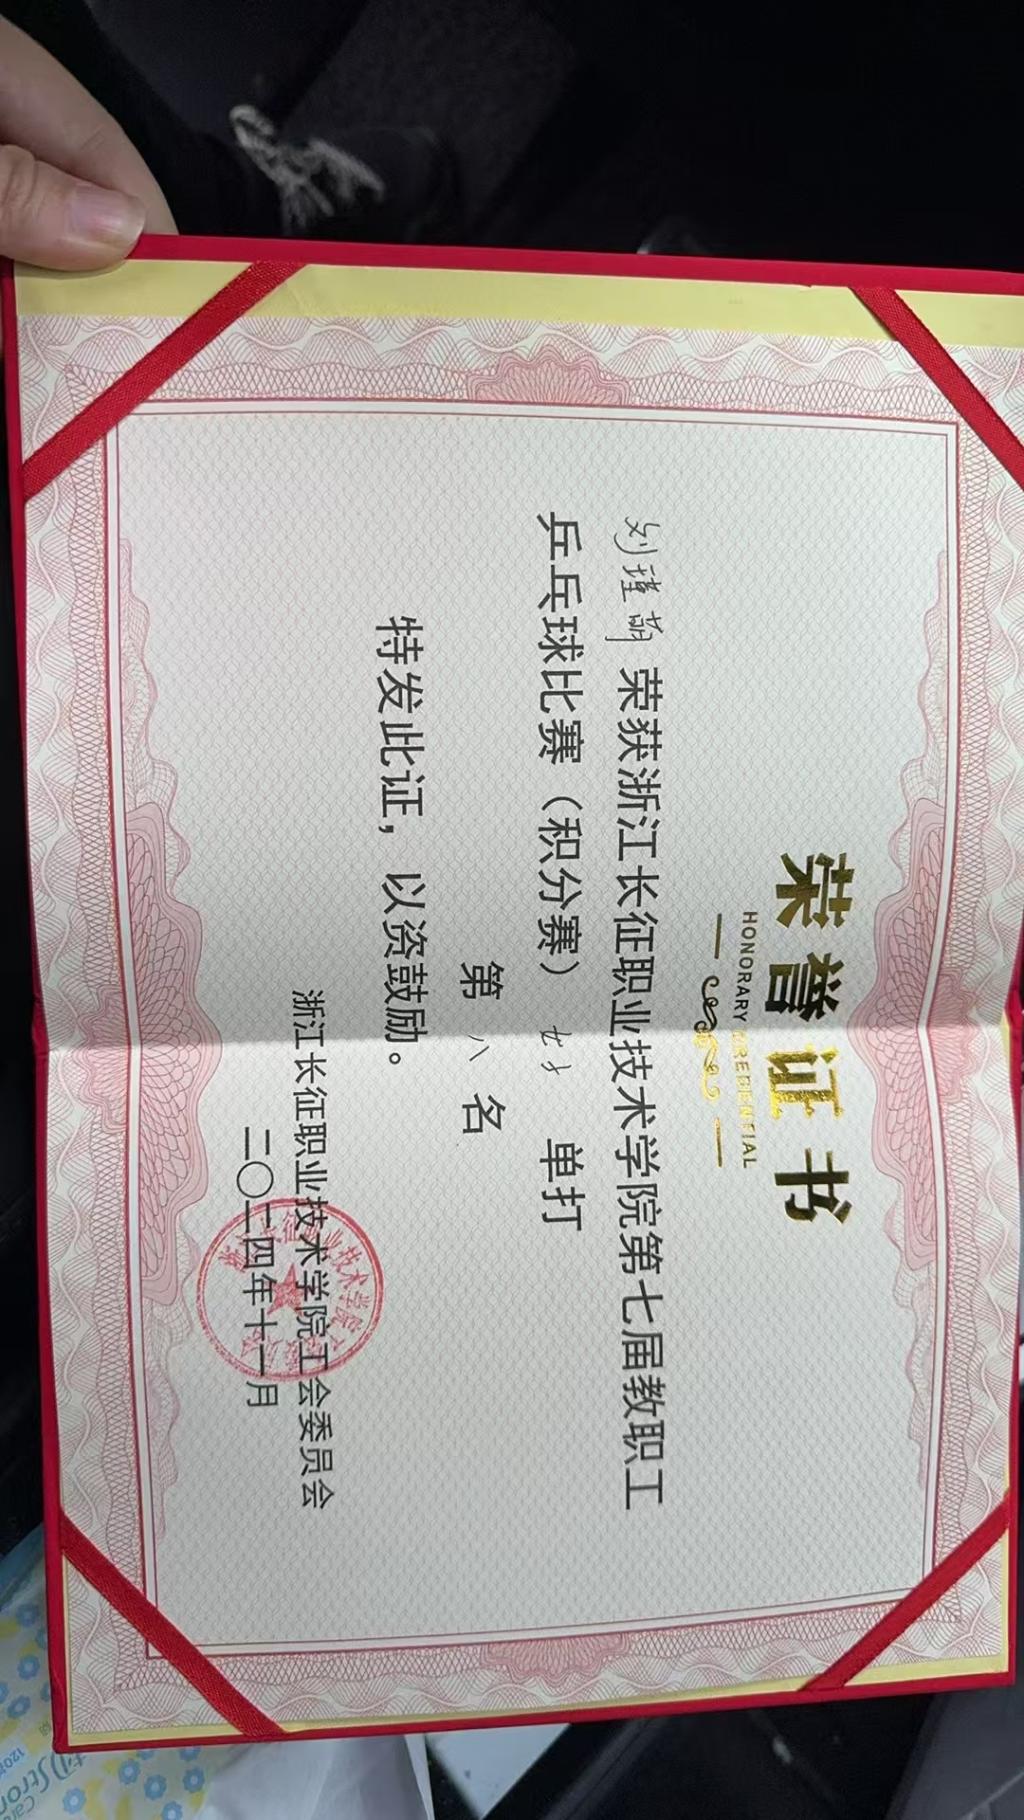 荣誉证书
HONORARY CREDENTIAL
刘瑾萌 荣获浙江长征职业技术学院第七届教职工
乒乓球比赛（积分赛） 女子 单打
第 八 名
特发此证，以资鼓励。
浙江长征职业技术学院工会委员会
二〇二四年十一月
Stron
120